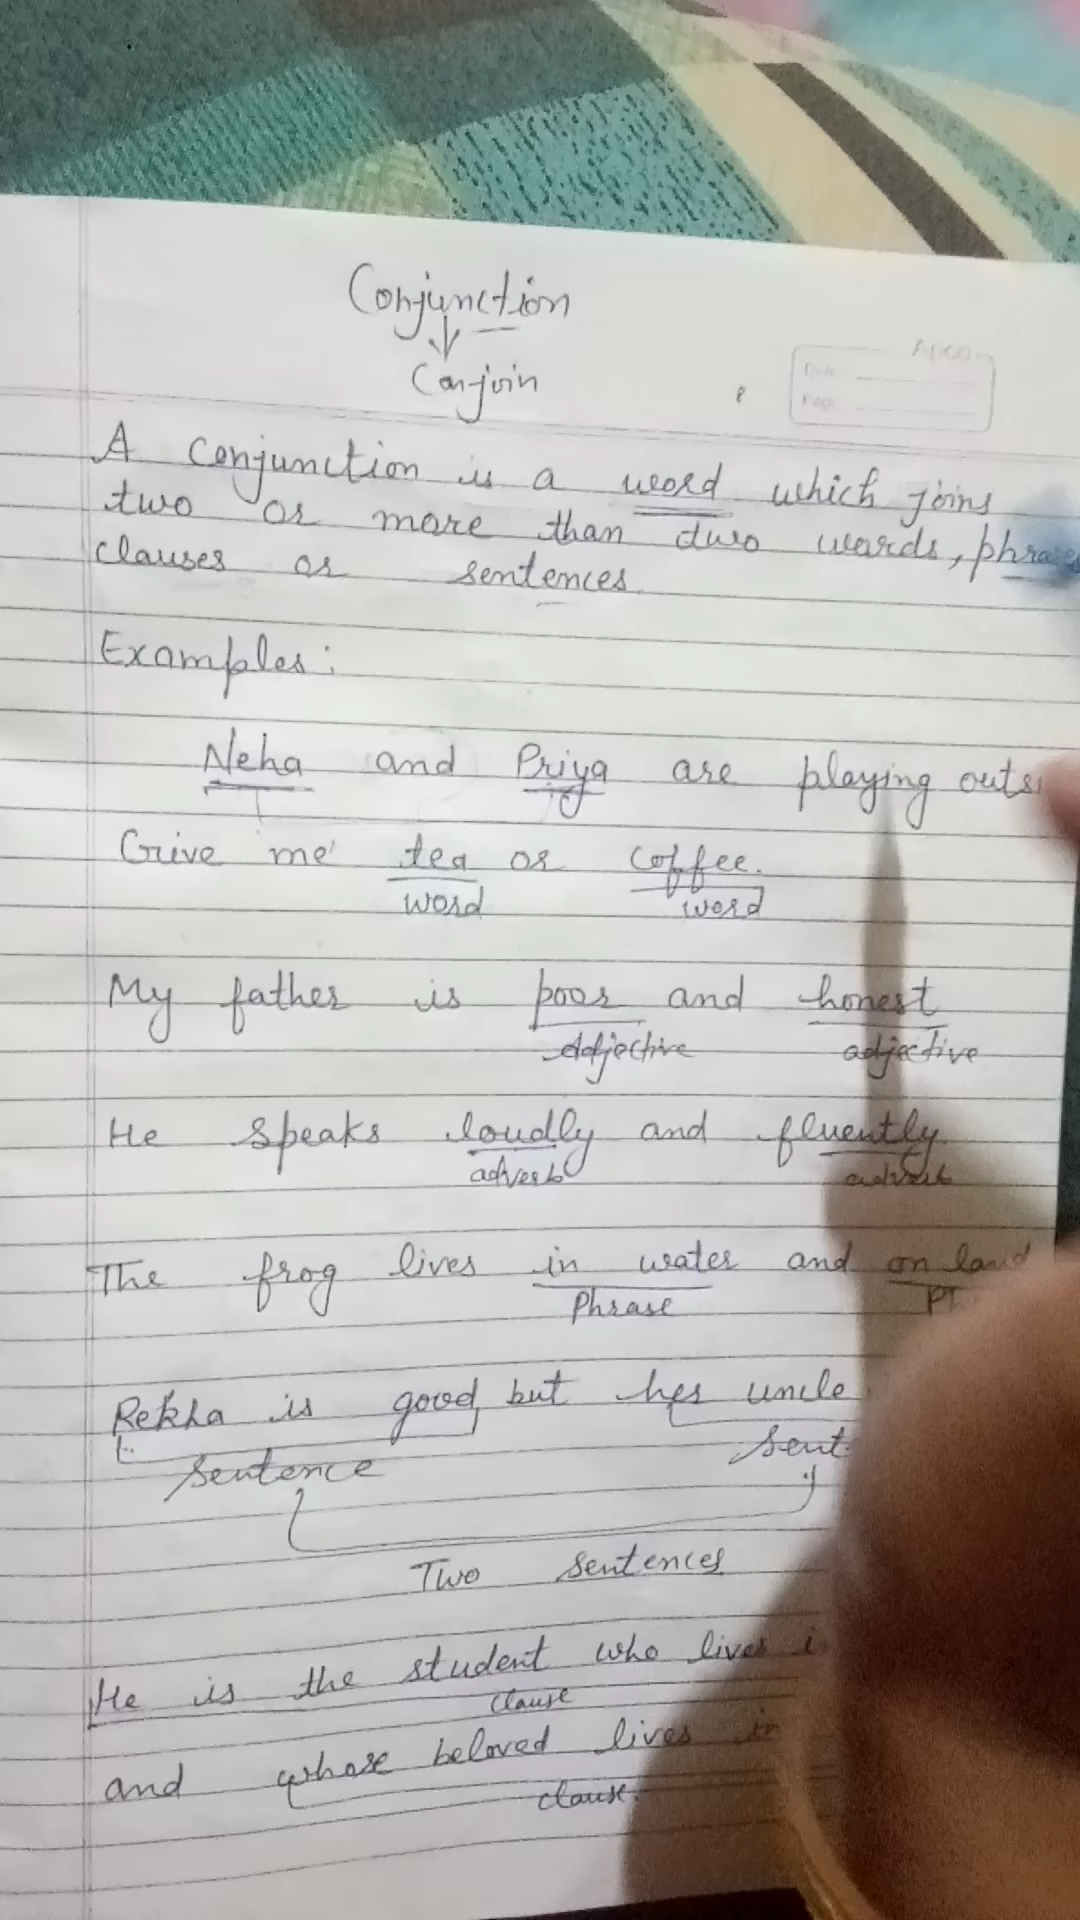 Conjunction
Conjoin
A conjunction is a word which joins
two or more than two words, phrases
clauses or sentences
Examples:
Neha and Priya are playing
Give me tea or coffee.
word word
My father is poor and honest
Adjective adjective
He speaks loudly and fluently.
adverb adverb
The frog lives in water and on land
Phrase
Rekha is good, but her uncle
Sentence
Two sentences
He is the student who lives
clause
and whose beloved lives in
clause.